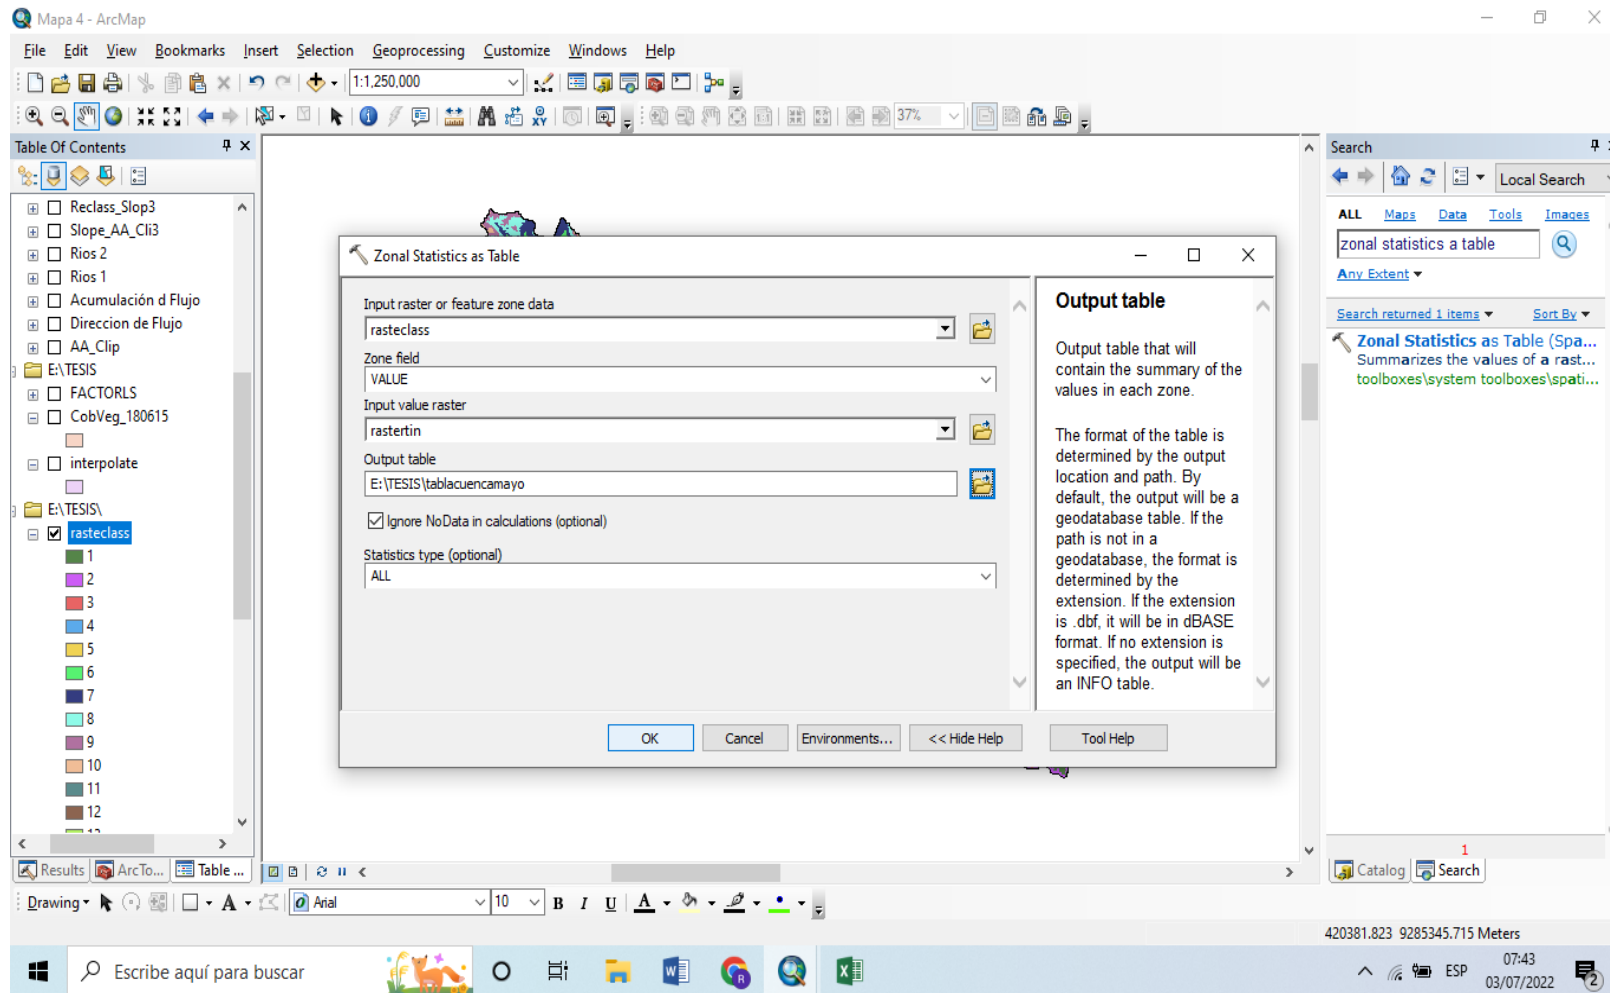 Mapa 4 - ArcMap
File Edit View Bookmarks Insert Selection Geoprocessing Customize Windows Help
1:1,250,000
XY
37%
Table Of Contents
Reclass_Slop3
Slope_AA_Cli3
Rios 2
Rios 1
Acumulación d Flujo
Direccion de Flujo
AA_Clip
E:\TESIS
FACTORLS
CobVeg_180615
interpolate
E:\TESIS\
rasteclass
1
2
3
4
5
6
7
8
9
10
11
12
Results ArcTo... Table ...
Zonal Statistics as Table
Input raster or feature zone data
rasteclass
Zone field
VALUE
Input value raster
rastertin
Output table
E:\TESIS\tablacuencamayo
Ignore NoData in calculations (optional)
Statistics type (optional)
ALL
OK Cancel Environments... << Hide Help Tool Help
Output table
Output table that will
contain the summary of the
values in each zone.
The format of the table is
determined by the output
location and path. By
default, the output will be a
geodatabase table. If the
path is not in a
geodatabase, the format is
determined by the
extension. If the extension
is .dbf, it will be in dBASE
format. If no extension is
specified, the output will be
an INFO table.
Search
Local Search
ALL Maps Data Tools Images
zonal statistics a table
Any Extent
Search returned 1 items Sort By
Zonal Statistics as Table (Spa...
Summarizes the values of a rast...
toolboxes\system toolboxes\spati...
1
Catalog Search
Drawing A Arial 10 B I U A
420381.823 9285345.715 Meters
Escribe aquí para buscar
ESP
07:43
03/07/2022
2